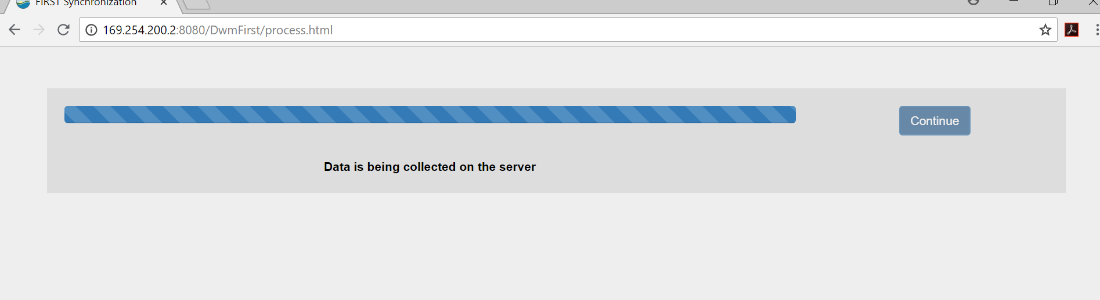 FIRST Synchronization
169.254.200.2:8080/DwmFirst/process.html
Continue
Data is being collected on the server